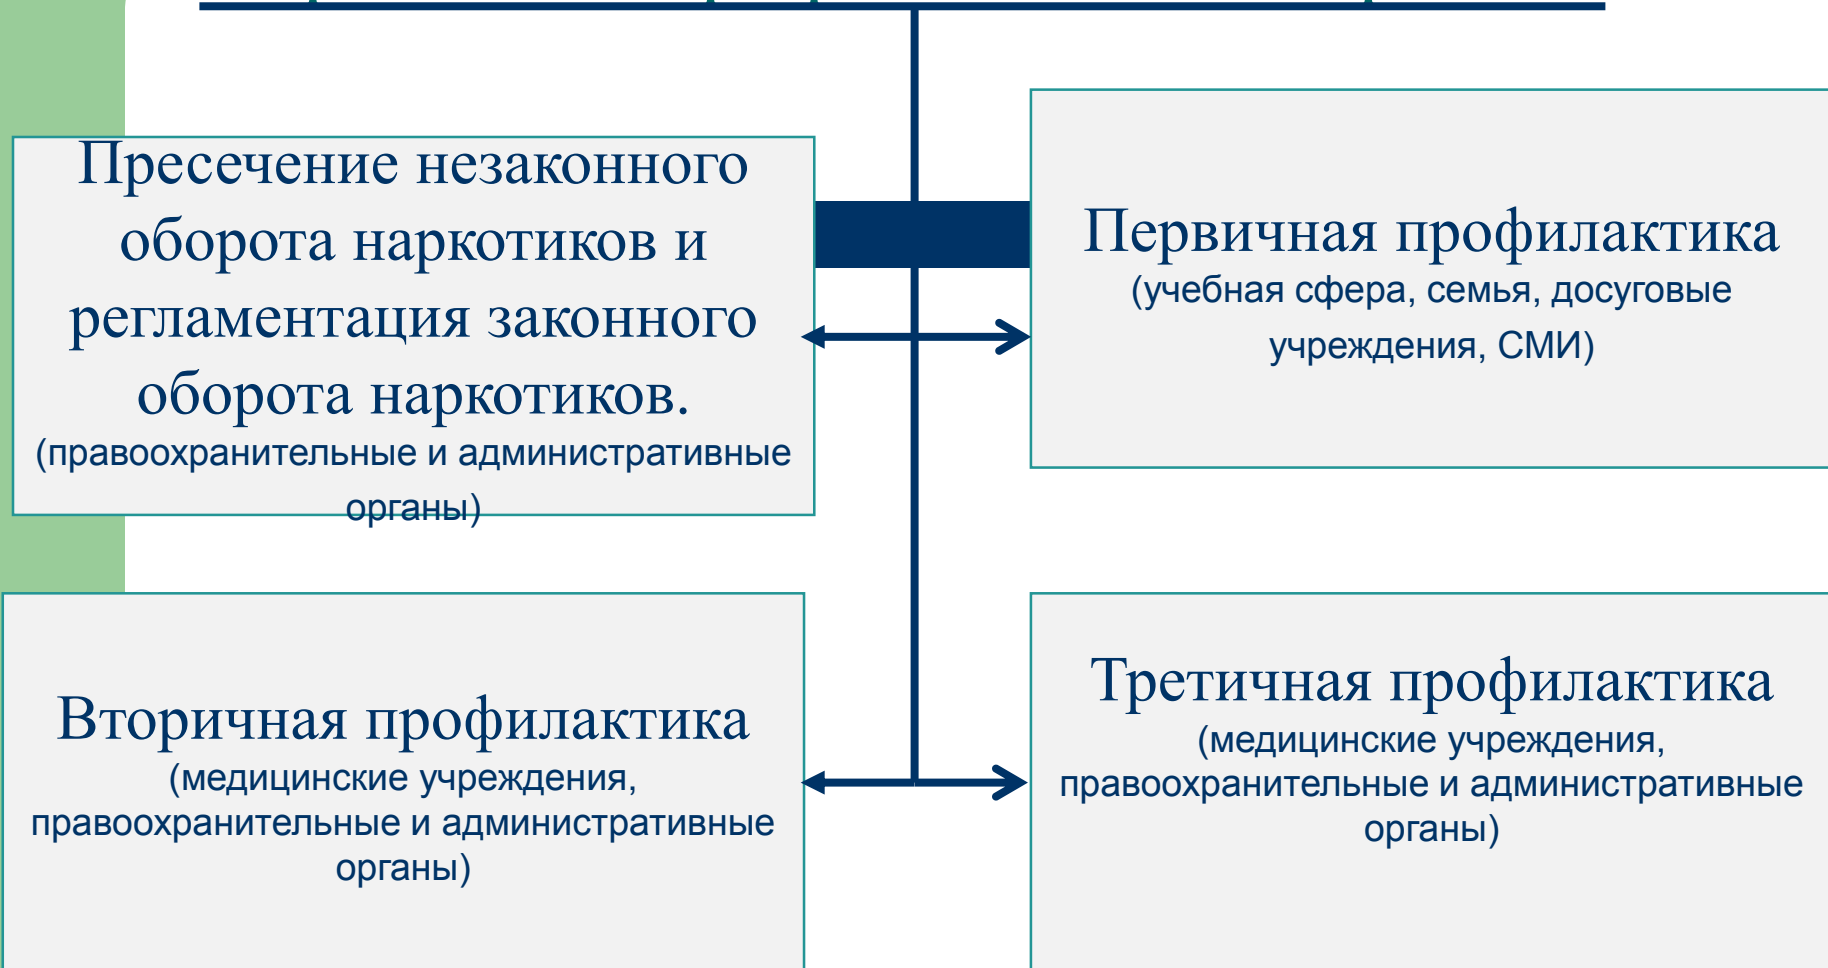 Пресечение незаконного
оборота наркотиков и
регламентация законного
оборота наркотиков.
(правоохранительные и административные
органы)
Первичная профилактика
(учебная сфера, семья, досуговые
учреждения, СМИ)
Вторичная профилактика
(медицинские учреждения,
правоохранительные и административные
органы)
Третичная профилактика
(медицинские учреждения,
правоохранительные и административные
органы)